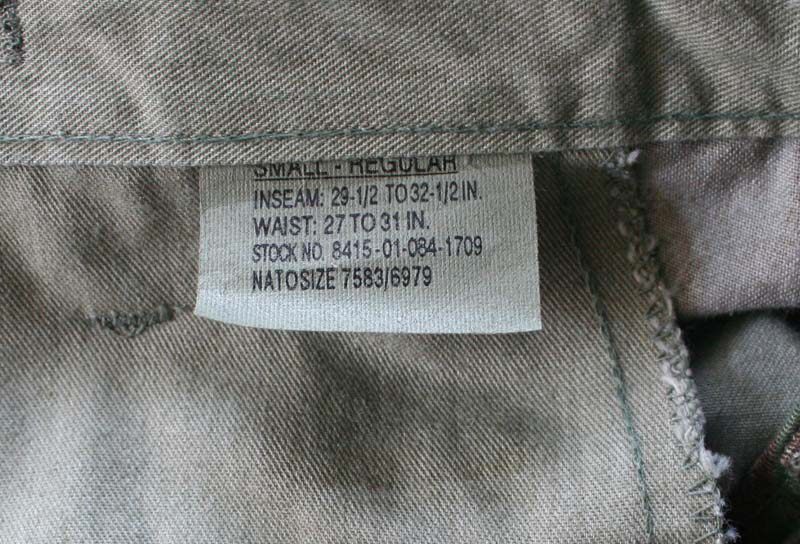 SMALL - REGULAR
INSEAM: 29-1/2 TO 32-1/2 IN.
WAIST: 27 TO 31 IN.
STOCK NO. 8415-01-084-1709
NATOSIZE 7583/6979